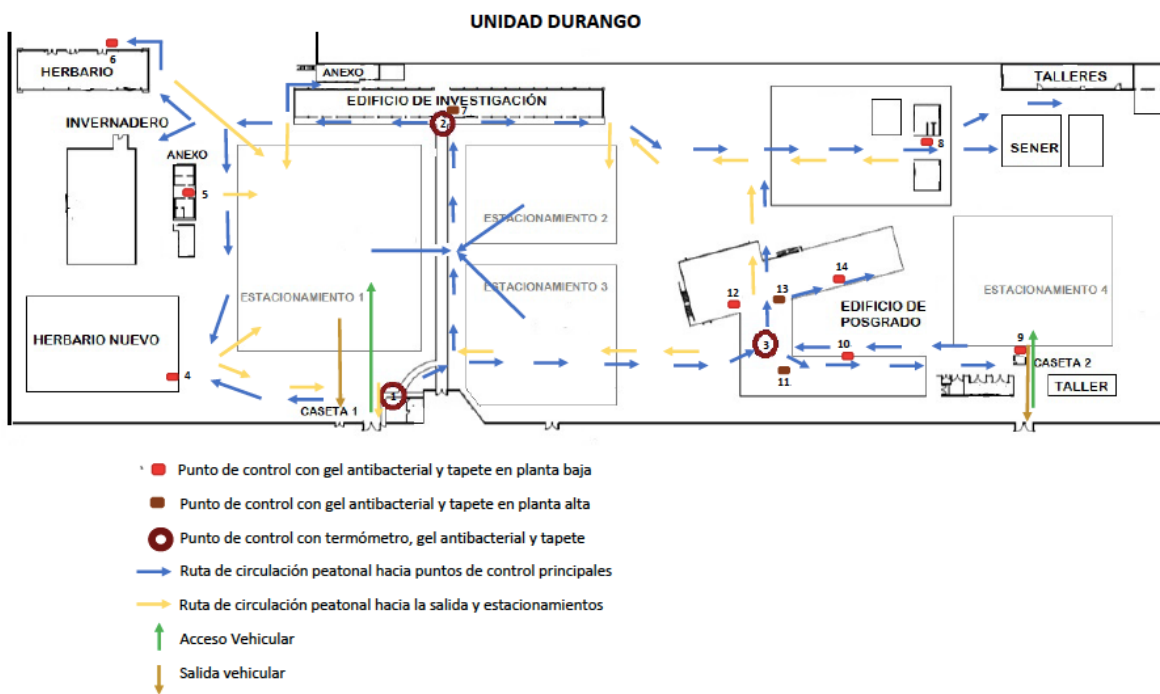 UNIDAD DURANGO
6
HERBARIO
ANEXO
TALLERES
EDIFICIO DE INVESTIGACIÓN
7
INVERNADERO
2
8
SENER
ANEXO
5
ESTACIONAMIENTO 2
14
ESTACIONAMIENTO 1
ESTACIONAMIENTO 3
12
13
ESTACIONAMIENTO 4
EDIFICIO DE
POSGRADO
HERBARIO NUEVO
3
10
9
CASETA 2
4
11
TALLER
1
CASETA 1
Punto de control con gel antibacterial y tapete en planta baja
Punto de control con gel antibacterial y tapete en planta alta
Punto de control con termómetro, gel antibacterial y tapete
Ruta de circulación peatonal hacia puntos de control principales
Ruta de circulación peatonal hacia la salida y estacionamientos
Acceso Vehicular
Salida vehicular